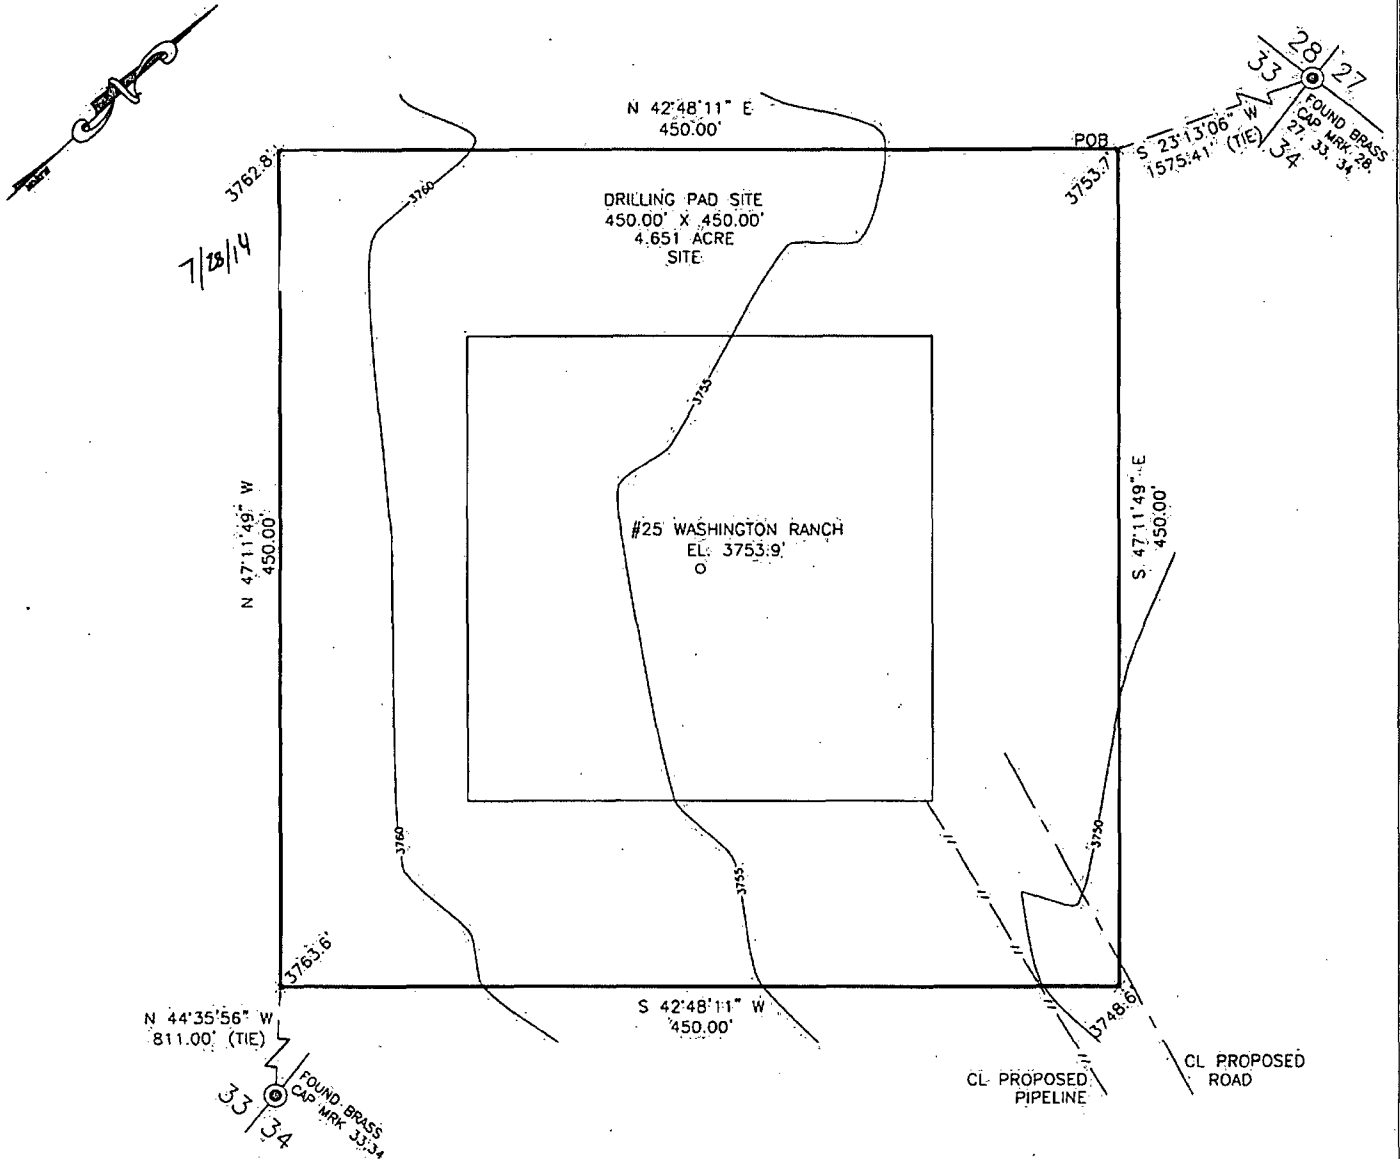 NORTH
28
27
33
34
FOUND BRASS
CAP MRK. 28,
27, 33, 34
S 23°13'06" W
1575.41' (TIE)
N 42°48'11" E
450.00'
POB
3762.8'
3753.7'
3760
DRILLING PAD SITE
450.00' X 450.00'
4.651 ACRE
SITE
7/28/14
3755
N 47°11'49" W
450.00'
#25 WASHINGTON RANCH
EL. 3753.9'
S 47°11'49" E
450.00'
3760
3755
3750
3763.6'
3748.6'
S 42°48'11" W
450.00'
N 44°35'56" W
811.00' (TIE)
33
34
FOUND BRASS
CAP MRK 33,34
CL PROPOSED
PIPELINE
CL PROPOSED
ROAD